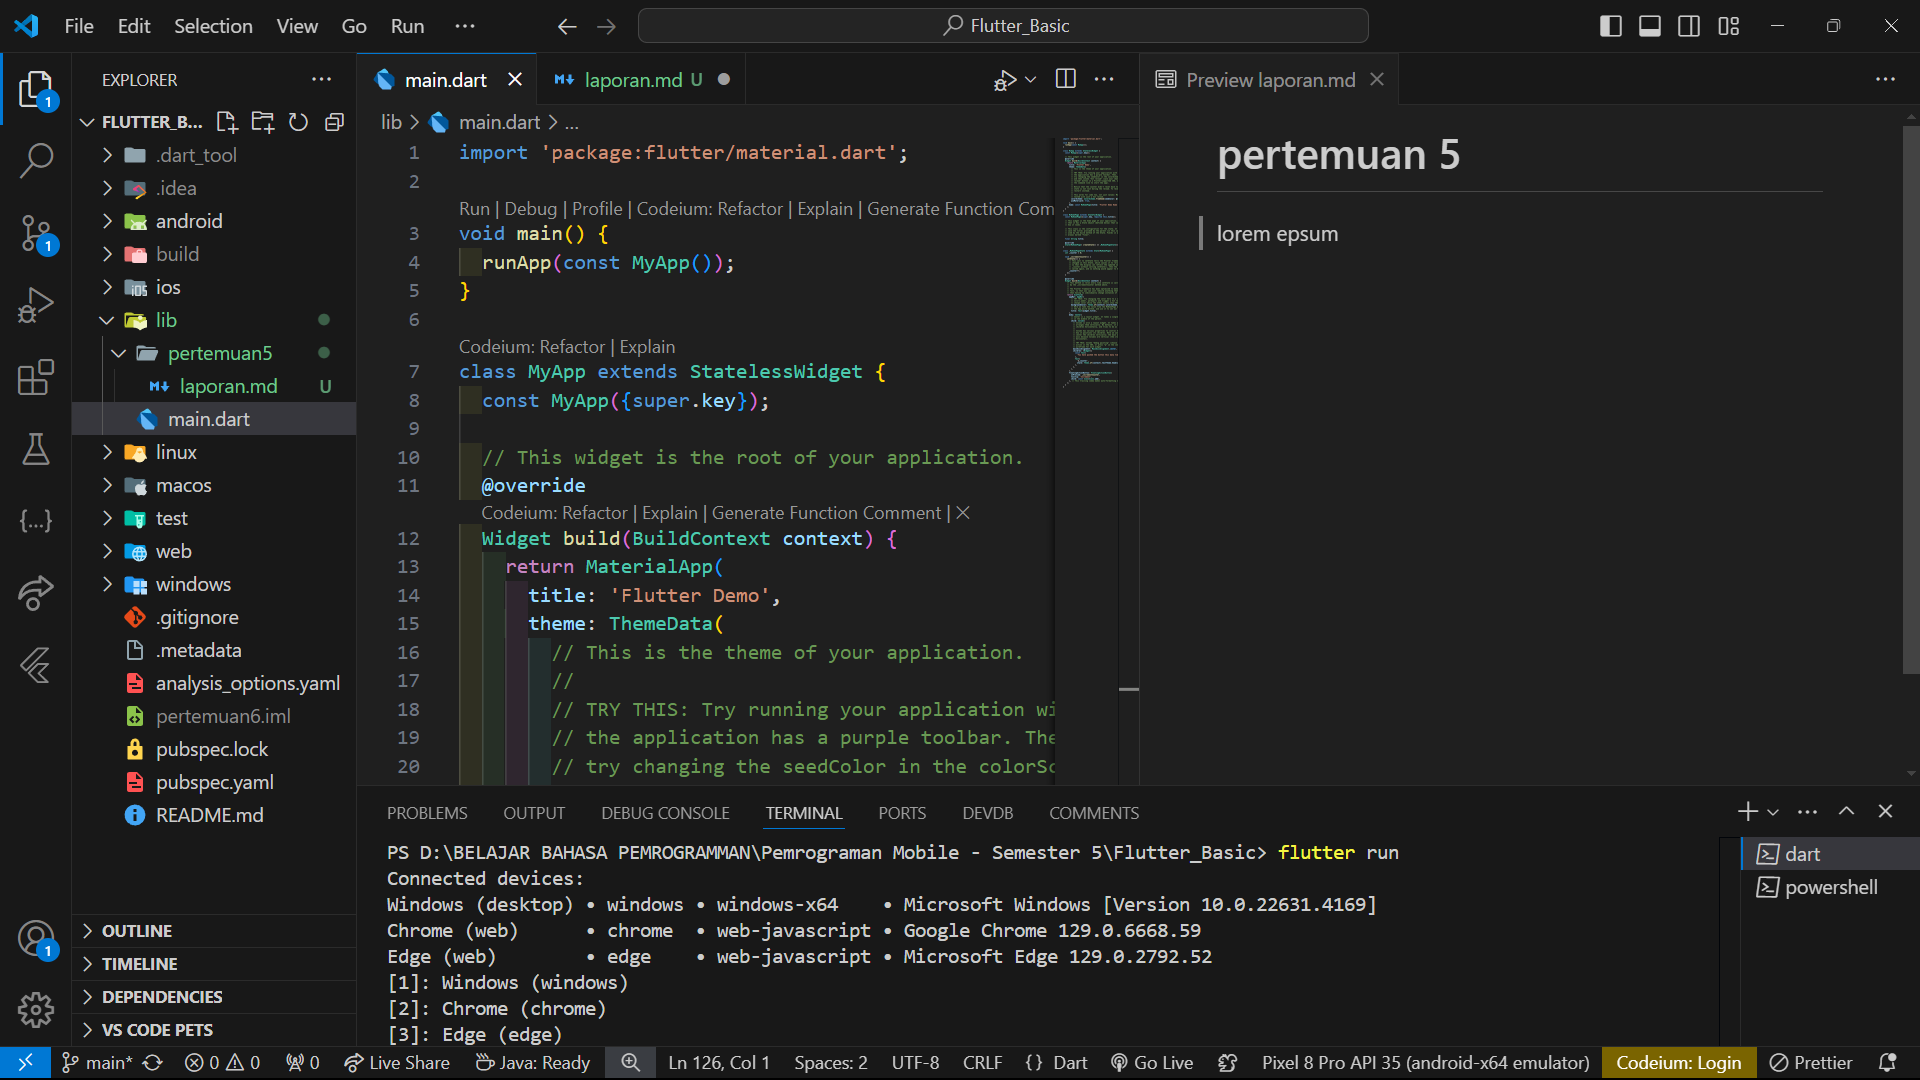 File Edit Selection View Go Run ···
Flutter_Basic
EXPLORER
FLUTTER_B...
.dart_tool
.idea
android
build
ios
lib
pertemuan5
laporan.md U
main.dart
linux
macos
test
web
windows
.gitignore
.metadata
analysis_options.yaml
pertemuan6.iml
pubspec.lock
pubspec.yaml
README.md
OUTLINE
TIMELINE
DEPENDENCIES
VS CODE PETS
1
1
1
main.dart
laporan.md U
lib > main.dart > ...
1 import 'package:flutter/material.dart';
2
Run | Debug | Profile | Codeium: Refactor | Explain | Generate Function Com
3 void main() {
4 runApp(const MyApp());
5 }
6
Codeium: Refactor | Explain
7 class MyApp extends StatelessWidget {
8 const MyApp({super.key});
9
10 // This widget is the root of your application.
11 @override
Codeium: Refactor | Explain | Generate Function Comment | ×
12 Widget build(BuildContext context) {
13 return MaterialApp(
14 title: 'Flutter Demo',
15 theme: ThemeData(
16 // This is the theme of your application.
17 //
18 // TRY THIS: Try running your application wi
19 // the application has a purple toolbar. The
20 // try changing the seedColor in the colorSc
Preview laporan.md
pertemuan 5
lorem epsum
PROBLEMS OUTPUT DEBUG CONSOLE TERMINAL PORTS DEVDB COMMENTS
PS D:\BELAJAR BAHASA PEMROGRAMMAN\Pemrograman Mobile - Semester 5\Flutter_Basic> flutter run
Connected devices:
Windows (desktop) • windows • windows-x64 • Microsoft Windows [Version 10.0.22631.4169]
Chrome (web) • chrome • web-javascript • Google Chrome 129.0.6668.59
Edge (web) • edge • web-javascript • Microsoft Edge 129.0.2792.52
[1]: Windows (windows)
[2]: Chrome (chrome)
[3]: Edge (edge)
dart
powershell
main* 0 0 0 Live Share Java: Ready Ln 126, Col 1 Spaces: 2 UTF-8 CRLF {} Dart Go Live Pixel 8 Pro API 35 (android-x64 emulator) Codeium: Login Prettier